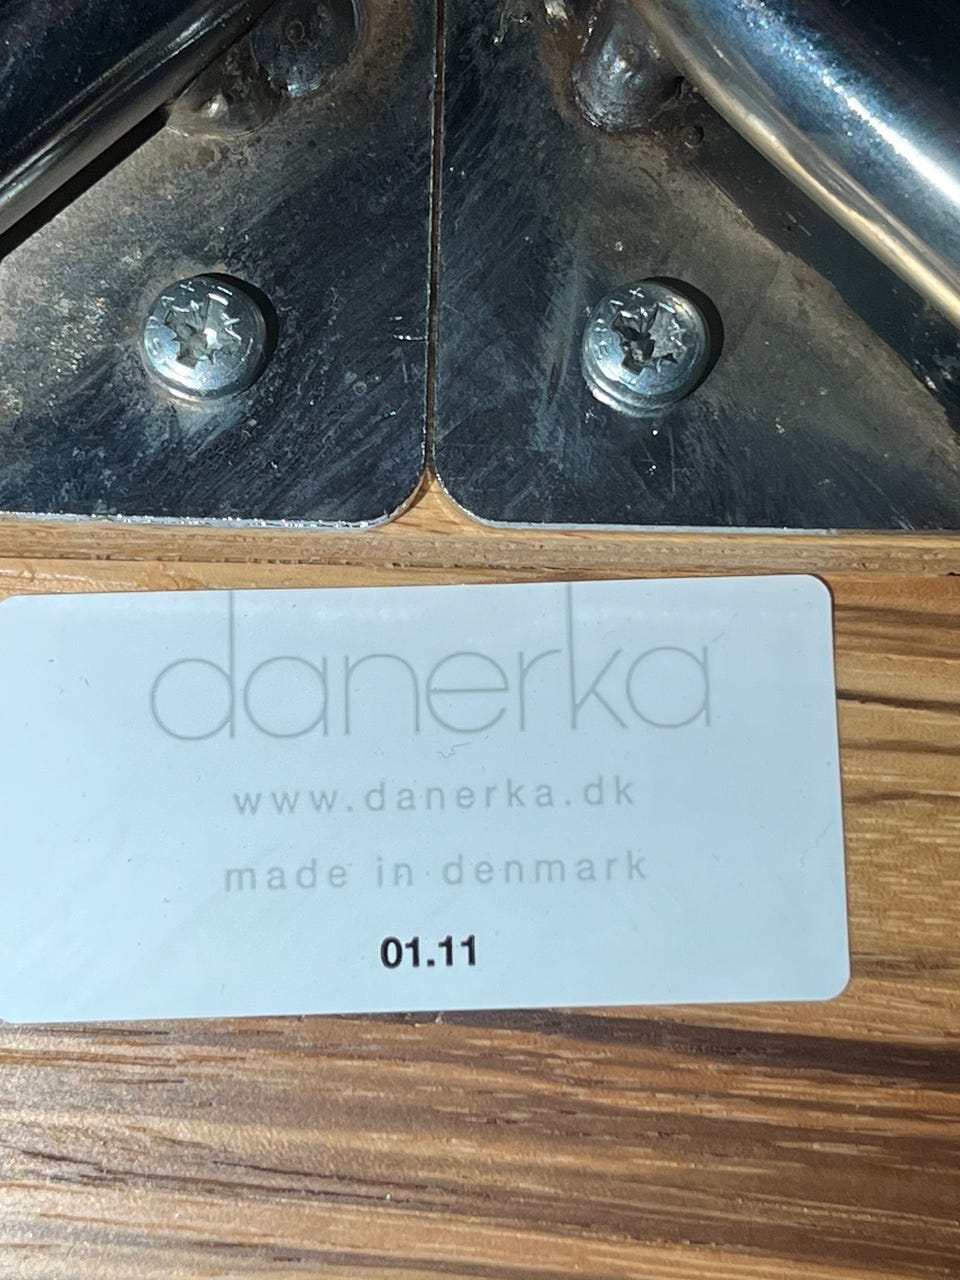 danerka
www.danerka.dk
made in denmark
01.11